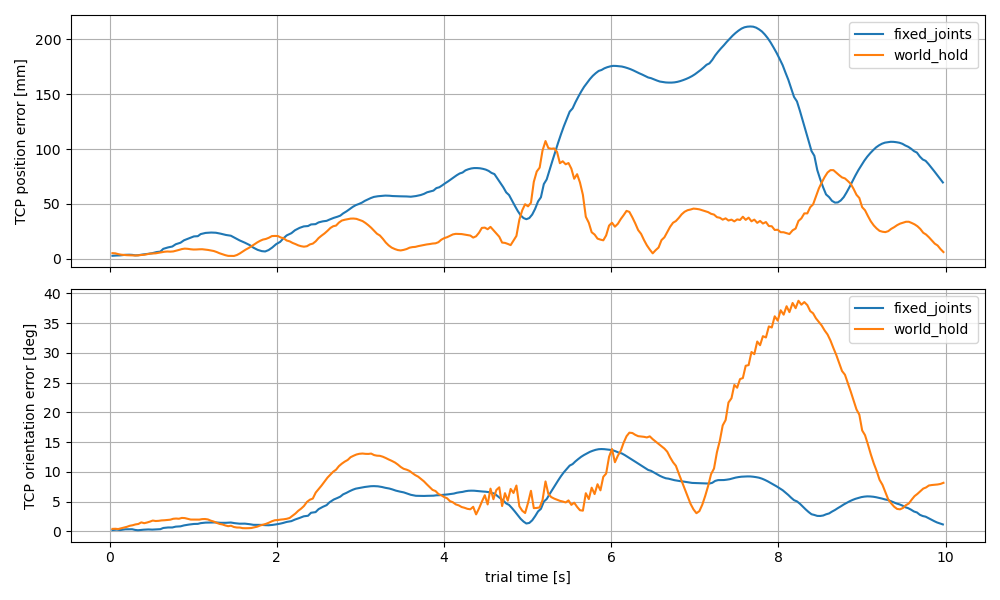 TCP position error [mm]
200
150
100
50
0
fixed_joints
world_hold
TCP orientation error [deg]
40
35
30
25
20
15
10
5
0
fixed_joints
world_hold
0 2 4 6 8 10
trial time [s]